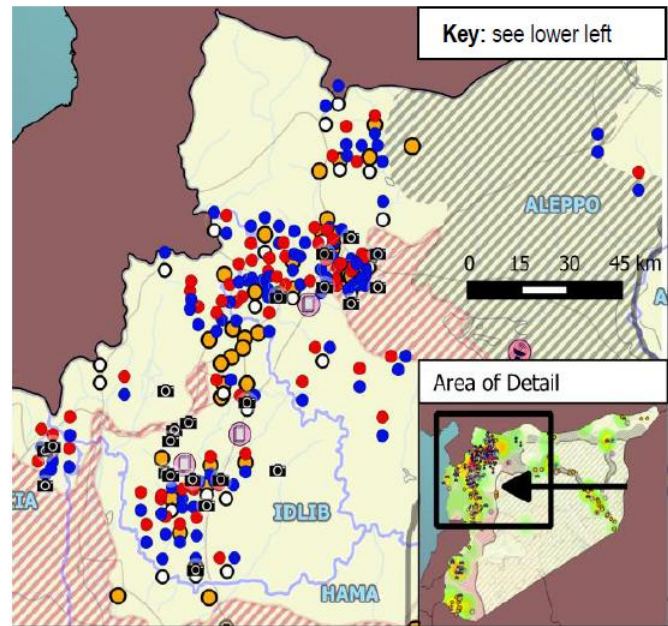 Key: see lower left
ALEPPO
0 15 30 45 km
A
Area of Detail
IA
IDLIB
HAMA